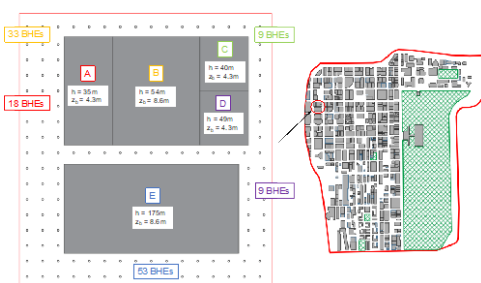 33 BHEs
9 BHEs
A
B
C
h = 40m
z₀ = 4.3m
h = 35m
z₀ = 4.3m
h = 54m
z₀ = 8.6m
18 BHEs
D
h = 49m
z₀ = 4.3m
E
9 BHEs
h = 175m
z₀ = 8.6m
53 BHEs